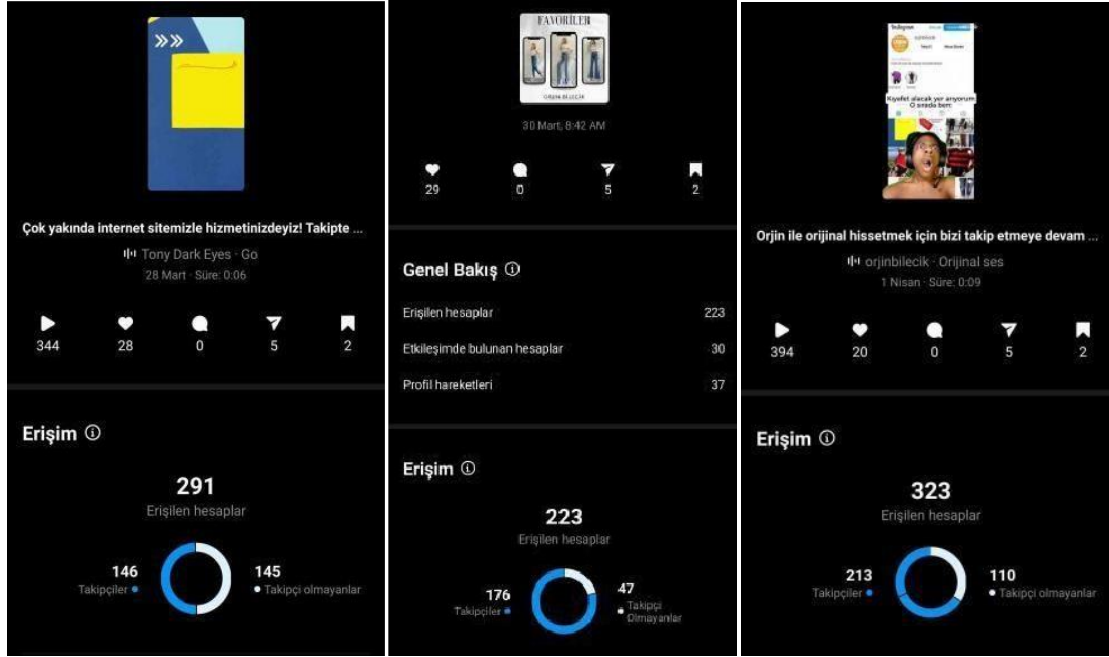 Çok yakında internet sitemizle hizmetinizdeyiz! Takipte ...
Tony Dark Eyes · Go
28 Mart · Süre: 0:06
344 28 0 5 2
Erişim
291
Erişilen hesaplar
146
Takipçiler
145
Takipçi olmayanlar
FAVORİLER
30 Mart, 8:42 AM
29 0 5 2
Genel Bakış
Erişilen hesaplar 223
Etkileşimde bulunan hesaplar 30
Profil hareketleri 37
Erişim
223
Erişilen hesaplar
176
Takipçiler
47
Takipçi
Olmayanlar
Instagram
Kıyafet alacak yer arıyorum
O sırada ben:
Orjin ile orijinal hissetmek için bizi takip etmeye devam ...
orjinbilecik · Orijinal ses
1 Nisan · Süre: 0:09
394 20 0 5 2
Erişim
323
Erişilen hesaplar
213
Takipçiler
110
Takipçi olmayanlar